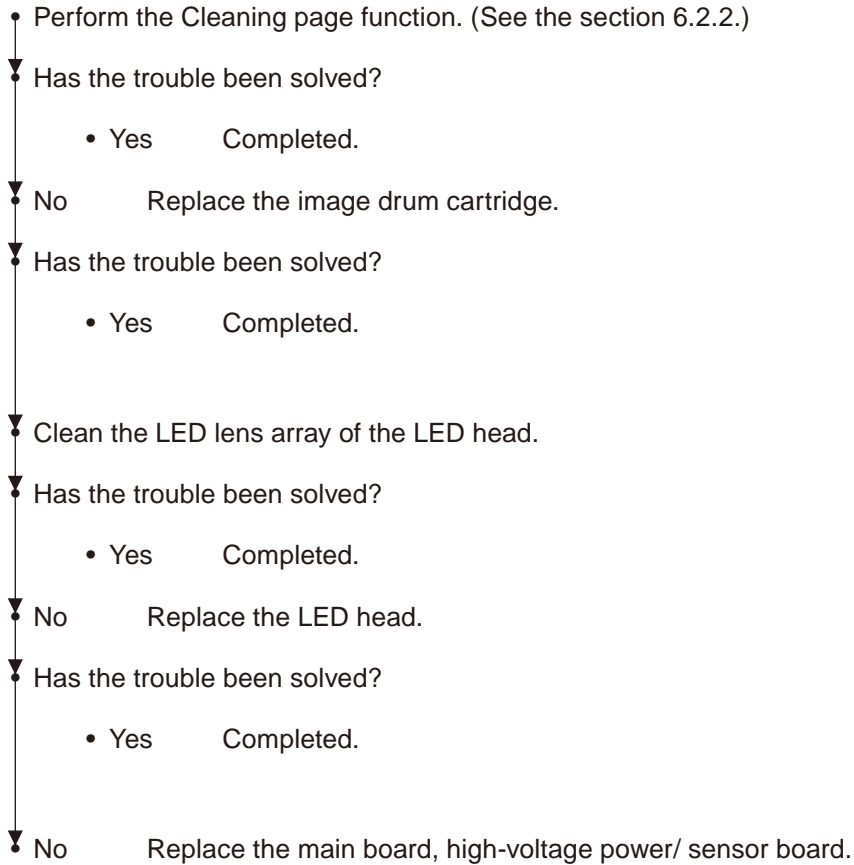 • Perform the Cleaning page function. (See the section 6.2.2.)
• Has the trouble been solved?
• Yes Completed.
• No Replace the image drum cartridge.
• Has the trouble been solved?
• Yes Completed.
• Clean the LED lens array of the LED head.
• Has the trouble been solved?
• Yes Completed.
• No Replace the LED head.
• Has the trouble been solved?
• Yes Completed.
• No Replace the main board, high-voltage power/ sensor board.